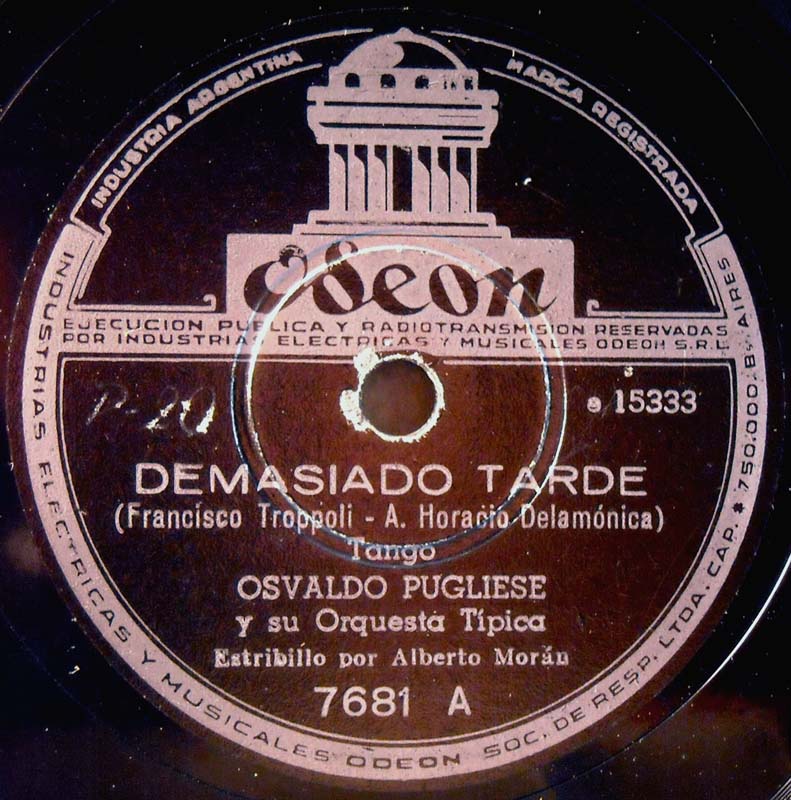 INDUSTRIA ARGENTINA
MARCA REGISTRADA
Odeon
EJECUCION PUBLICA Y RADIOTRANSMISION RESERVADAS
POR INDUSTRIAS ELECTRICAS Y MUSICALES ODEON S.R.L.
P-20
e 15333
DEMASIADO TARDE
(Francisco Troppoli - A. Horacio Delamónica)
Tango
OSVALDO PUGLIESE
y su Orquesta Típica
Estribillo por Alberto Morán
7681 A
INDUSTRIAS ELECTRICAS Y MUSICALES ODEON SOC. DE RESP. LTDA. CAP. $ 750.000 Bs. AIRES